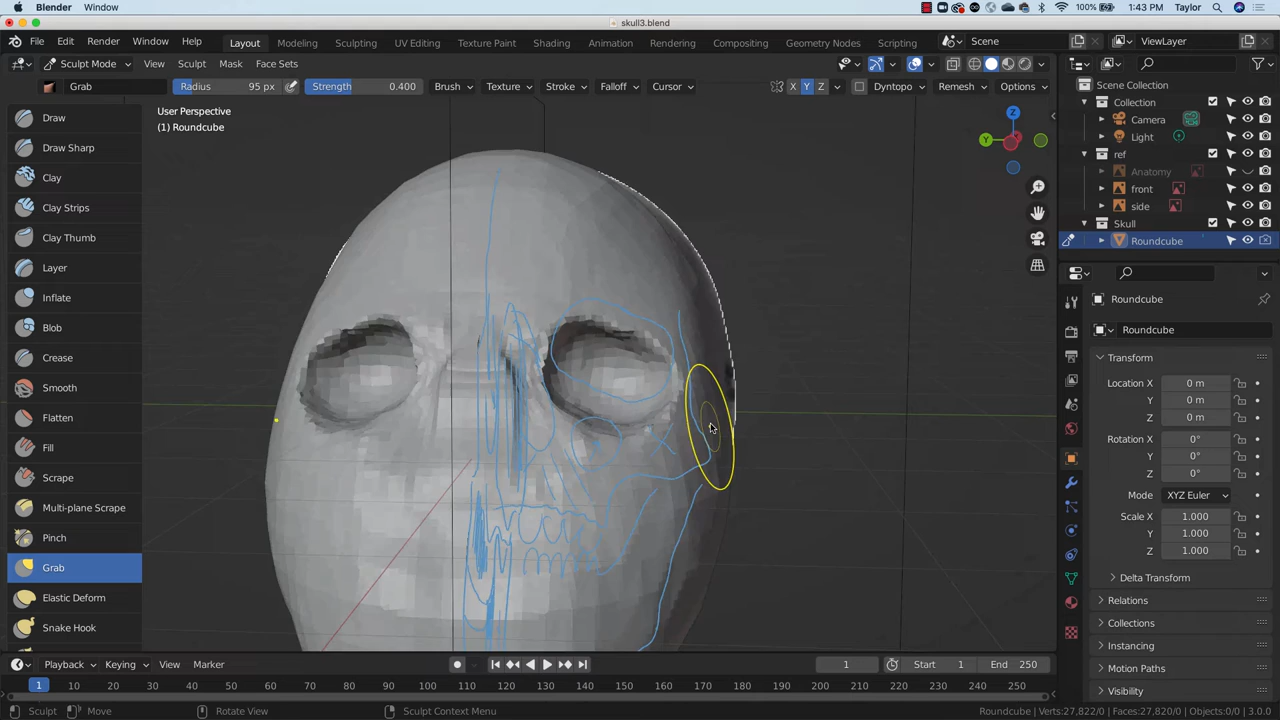 Blender Window 100% 1:43 PM Taylor
skull3.blend
File Edit Render Window Help Layout Modeling Sculpting UV Editing Texture Paint Shading Animation Rendering Compositing Geometry Nodes Scripting Scene ViewLayer
Sculpt Mode View Sculpt Mask Face Sets
Grab Radius 95 px Strength 0.400 Brush Texture Stroke Falloff Cursor X Y Z Dyntopo Remesh Options
User Perspective
(1) Roundcube
Draw
Draw Sharp
Clay
Clay Strips
Clay Thumb
Layer
Inflate
Blob
Crease
Smooth
Flatten
Fill
Scrape
Multi-plane Scrape
Pinch
Grab
Elastic Deform
Snake Hook
Z
Y
Scene Collection
Collection
Camera
Light
ref
Anatomy
front
side
Skull
Roundcube
Roundcube
Roundcube
Transform
Location X 0 m
Y 0 m
Z 0 m
Rotation X 0°
Y 0°
Z 0°
Mode XYZ Euler
Scale X 1.000
Y 1.000
Z 1.000
Delta Transform
Relations
Collections
Instancing
Motion Paths
Visibility
Playback Keying View Marker 1 Start 1 End 250
1 10 20 30 40 50 60 70 80 90 100 110 120 130 140 150 160 170 180 190 200 210 220 230 240 250
Sculpt Move Rotate View Sculpt Context Menu Roundcube | Verts:27,822/0 | Faces:27,820/0 | Objects:0/0 | 3.0.0